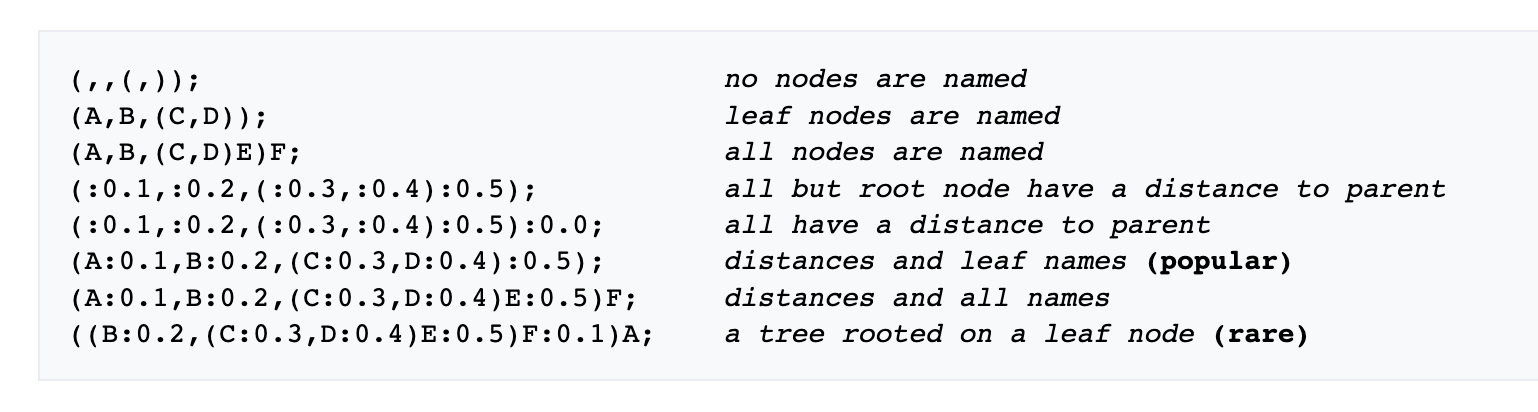 (,,(,)); no nodes are named
(A,B,(C,D)); leaf nodes are named
(A,B,(C,D)E)F; all nodes are named
(:0.1,:0.2,(:0.3,:0.4):0.5); all but root node have a distance to parent
(:0.1,:0.2,(:0.3,:0.4):0.5):0.0; all have a distance to parent
(A:0.1,B:0.2,(C:0.3,D:0.4):0.5); distances and leaf names (popular)
(A:0.1,B:0.2,(C:0.3,D:0.4)E:0.5)F; distances and all names
((B:0.2,(C:0.3,D:0.4)E:0.5)F:0.1)A; a tree rooted on a leaf node (rare)